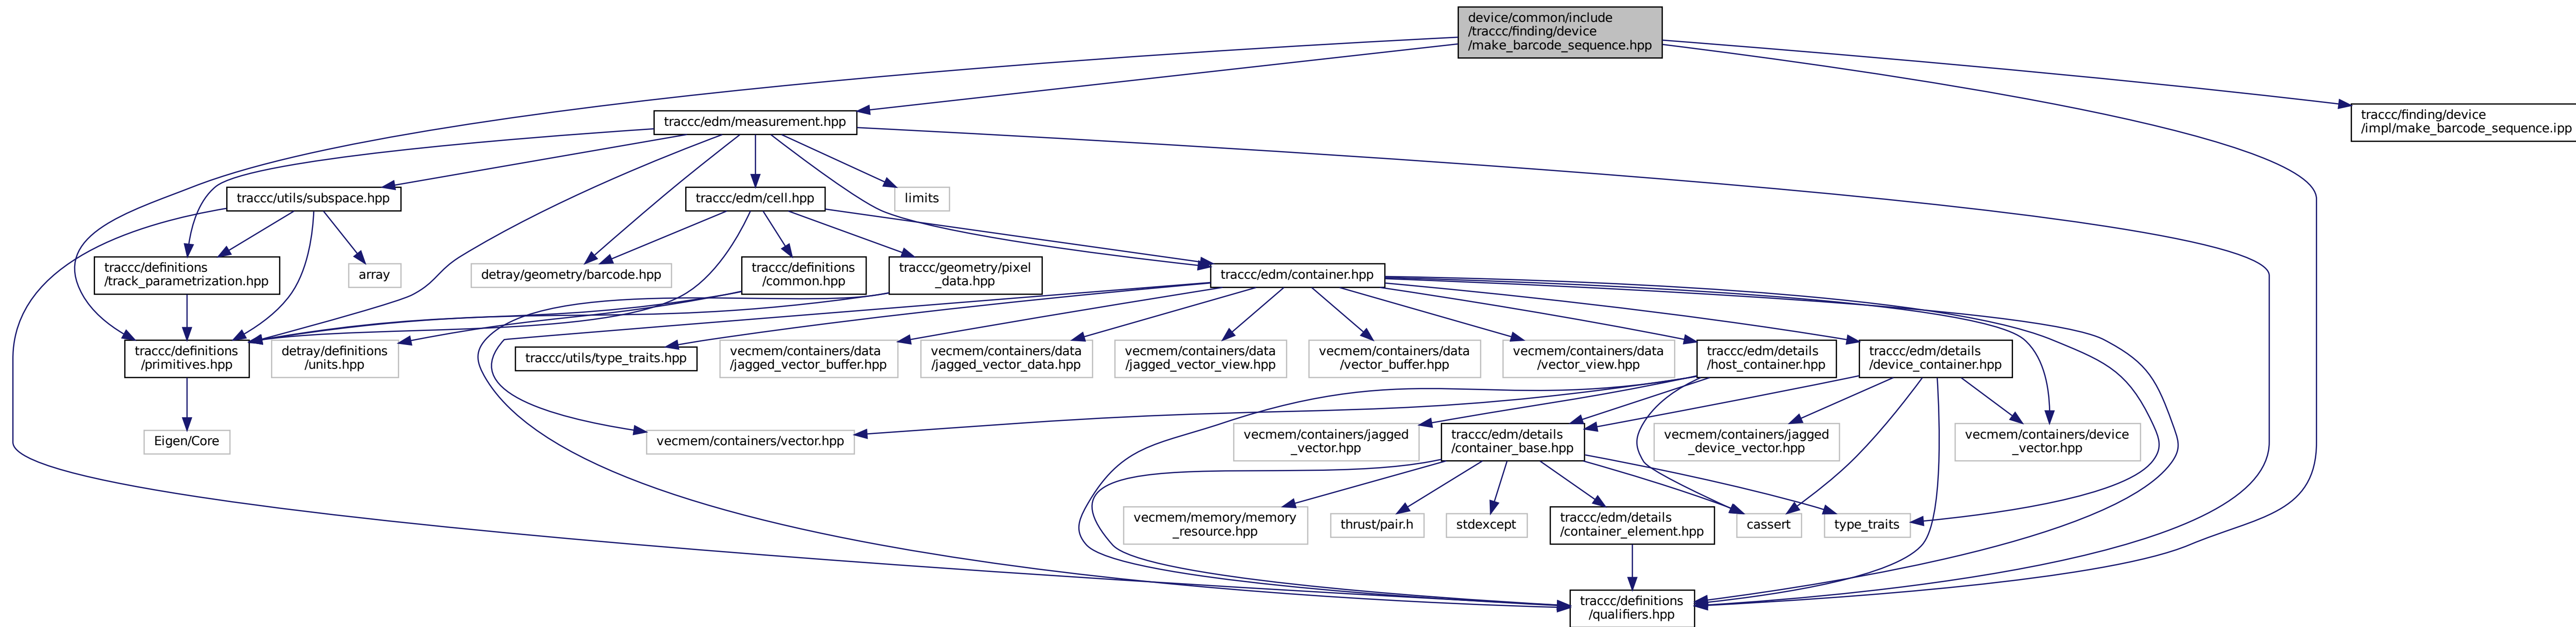 device/common/include
/traccc/finding/device
/make_barcode_sequence.hpp
traccc/edm/measurement.hpp
traccc/finding/device
/impl/make_barcode_sequence.ipp
traccc/utils/subspace.hpp
traccc/edm/cell.hpp
limits
traccc/definitions
/track_parametrization.hpp
array
detray/geometry/barcode.hpp
traccc/definitions
/common.hpp
traccc/geometry/pixel
_data.hpp
traccc/edm/container.hpp
traccc/definitions
/primitives.hpp
detray/definitions
/units.hpp
traccc/utils/type_traits.hpp
vecmem/containers/data
/jagged_vector_buffer.hpp
vecmem/containers/data
/jagged_vector_data.hpp
vecmem/containers/data
/jagged_vector_view.hpp
vecmem/containers/data
/vector_buffer.hpp
vecmem/containers/data
/vector_view.hpp
traccc/edm/details
/host_container.hpp
traccc/edm/details
/device_container.hpp
Eigen/Core
vecmem/containers/vector.hpp
vecmem/containers/jagged
_vector.hpp
traccc/edm/details
/container_base.hpp
vecmem/containers/jagged
_device_vector.hpp
vecmem/containers/device
_vector.hpp
vecmem/memory/memory
_resource.hpp
thrust/pair.h
stdexcept
traccc/edm/details
/container_element.hpp
cassert
type_traits
traccc/definitions
/qualifiers.hpp